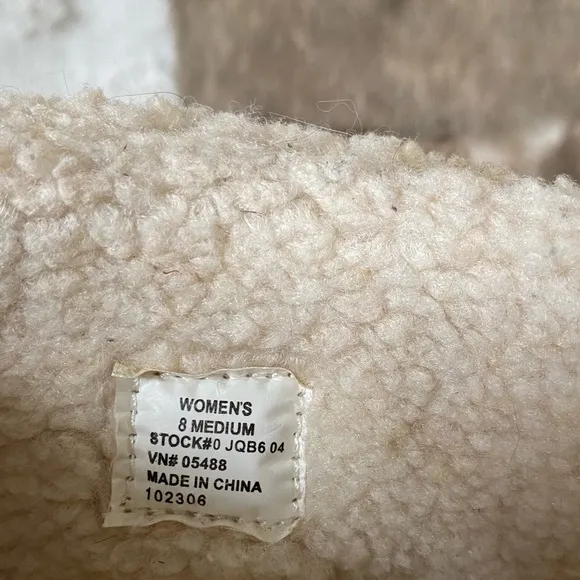 WOMEN'S
8 MEDIUM
STOCK#0 JQB6 04
VN# 05488
MADE IN CHINA
102306